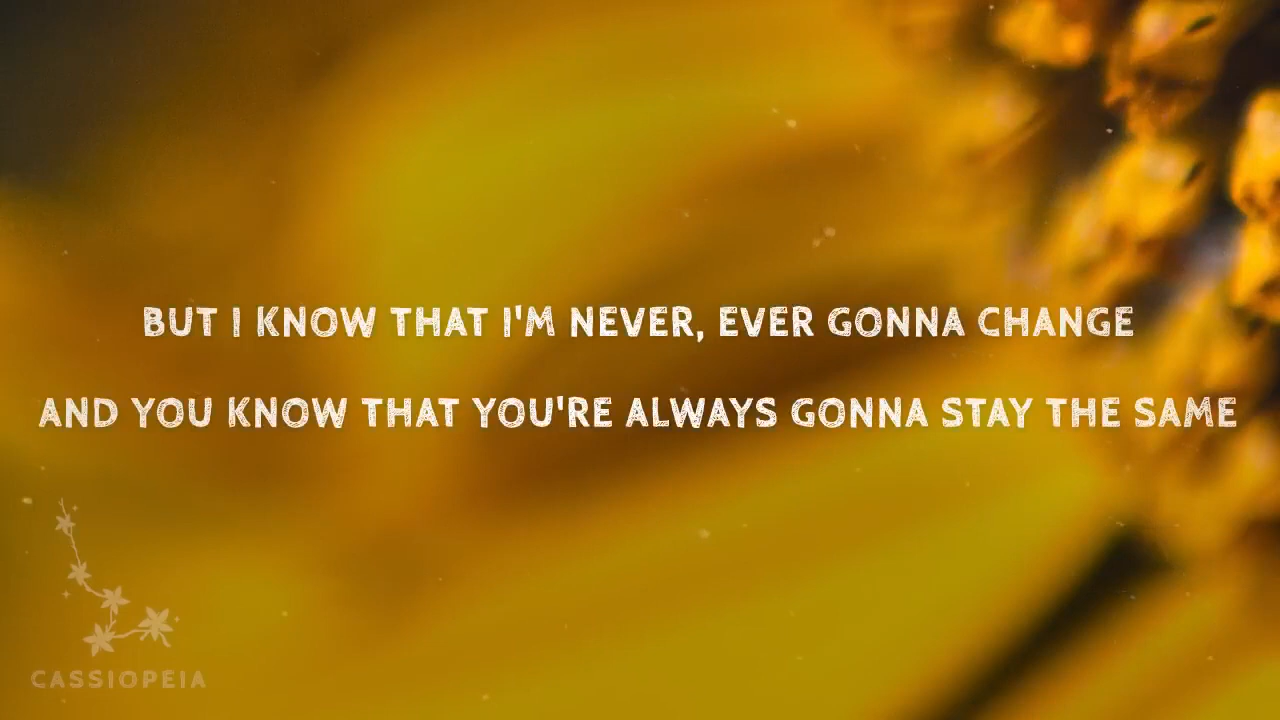 BUT I KNOW THAT I'M NEVER, EVER GONNA CHANGE
AND YOU KNOW THAT YOU'RE ALWAYS GONNA STAY THE SAME
CASSIOPEIA